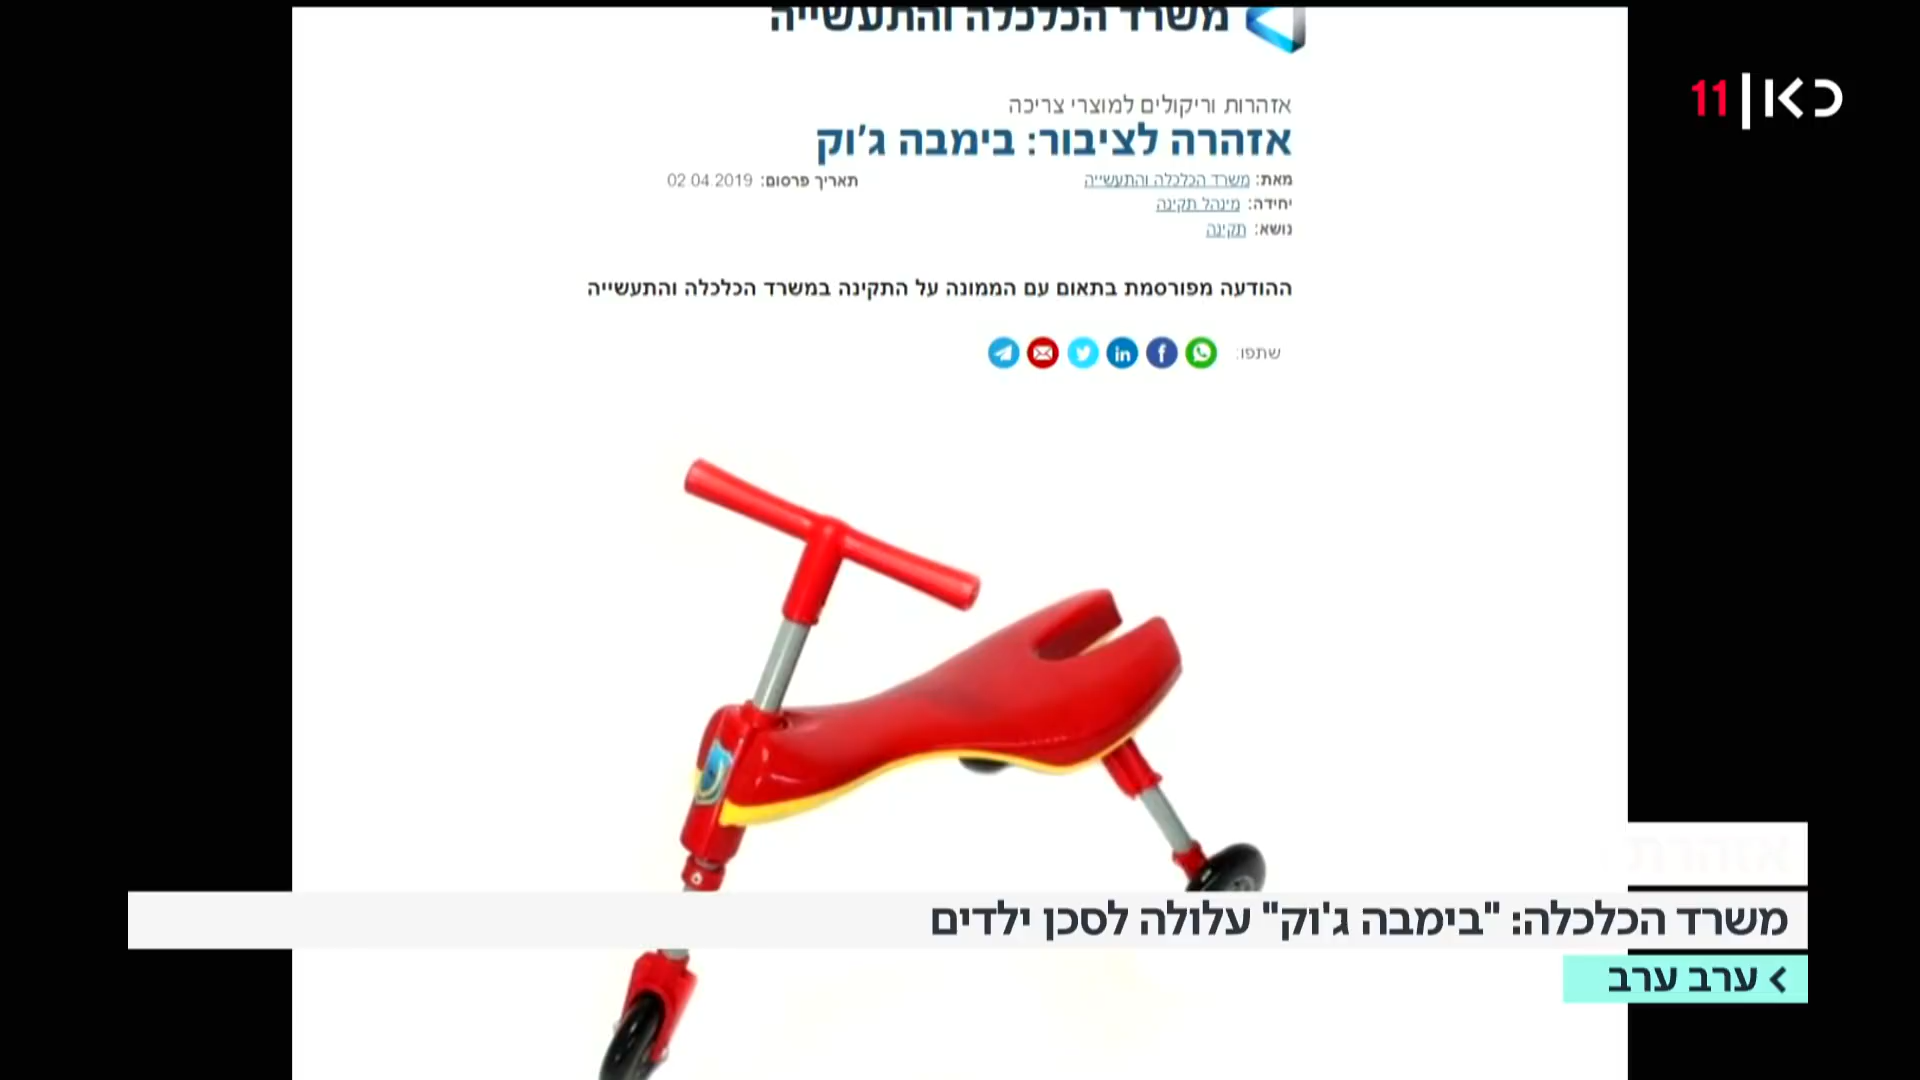 משרד הכלכלה והתעשייה
כאן 11
אזהרות וריקולים למוצרי צריכה
אזהרה לציבור: בימבה ג'וק
מאת: משרד הכלכלה והתעשייה
תאריך פרסום: 02.04.2019
יחידה: מינהל תקינה
נושא: תקינה
ההודעה מפורסמת בתאום עם הממונה על התקינה במשרד הכלכלה והתעשייה
שתפו:
משרד הכלכלה: "בימבה ג'וק" עלולה לסכן ילדים
ערב ערב